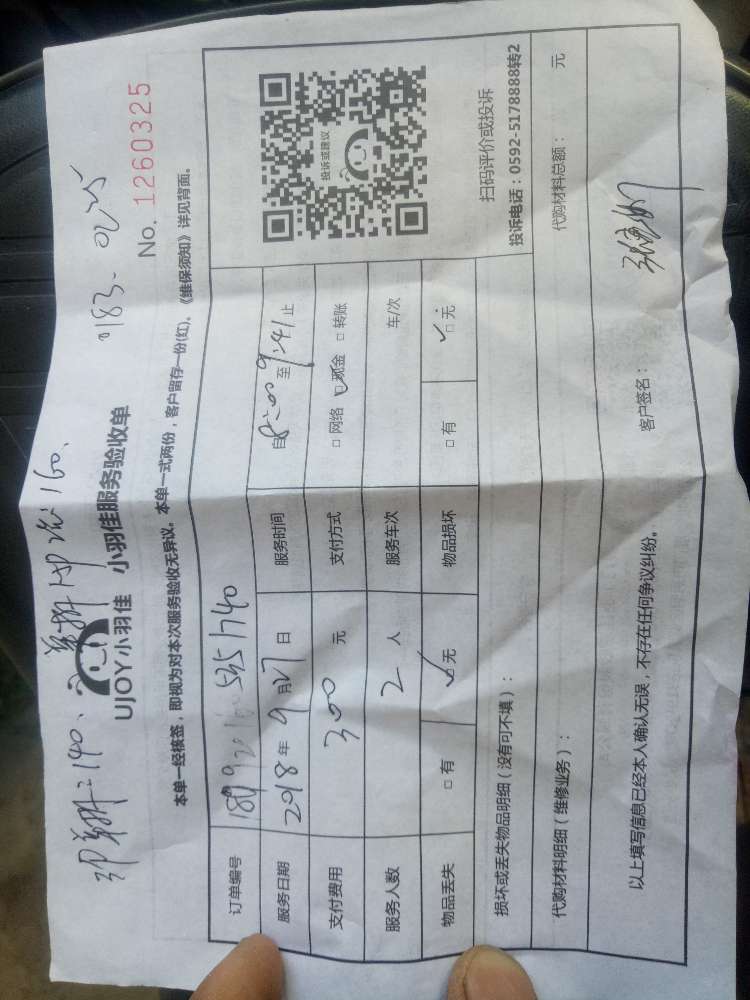 183-0225
UJOY小羽佳 小羽佳服务验收单
No. 1260325
本单一经核签，即视为对本次服务验收无异议。本单一式两份，客户留存一份(红)，《维保须知》详见背面。
订单编号
服务日期 2018 年 9 月 27 日 服务时间 自 8:00 至 9:41 止
支付费用 300 元 支付方式 □ 网络 ☑ 现金 □ 转账
服务人数 2 人 服务车次 车/次
物品丢失 □ 有 ☑ 无 物品损坏 □ 有 ☑ 无
投诉或建议
扫码评价或投诉
投诉电话：0592-5178888转2
损坏或丢失物品明细（没有可不填）：
代购材料明细（维修业务）： 代购材料总额： 元
以上填写信息已经本人确认无误，不存在任何争议纠纷。 客户签名：